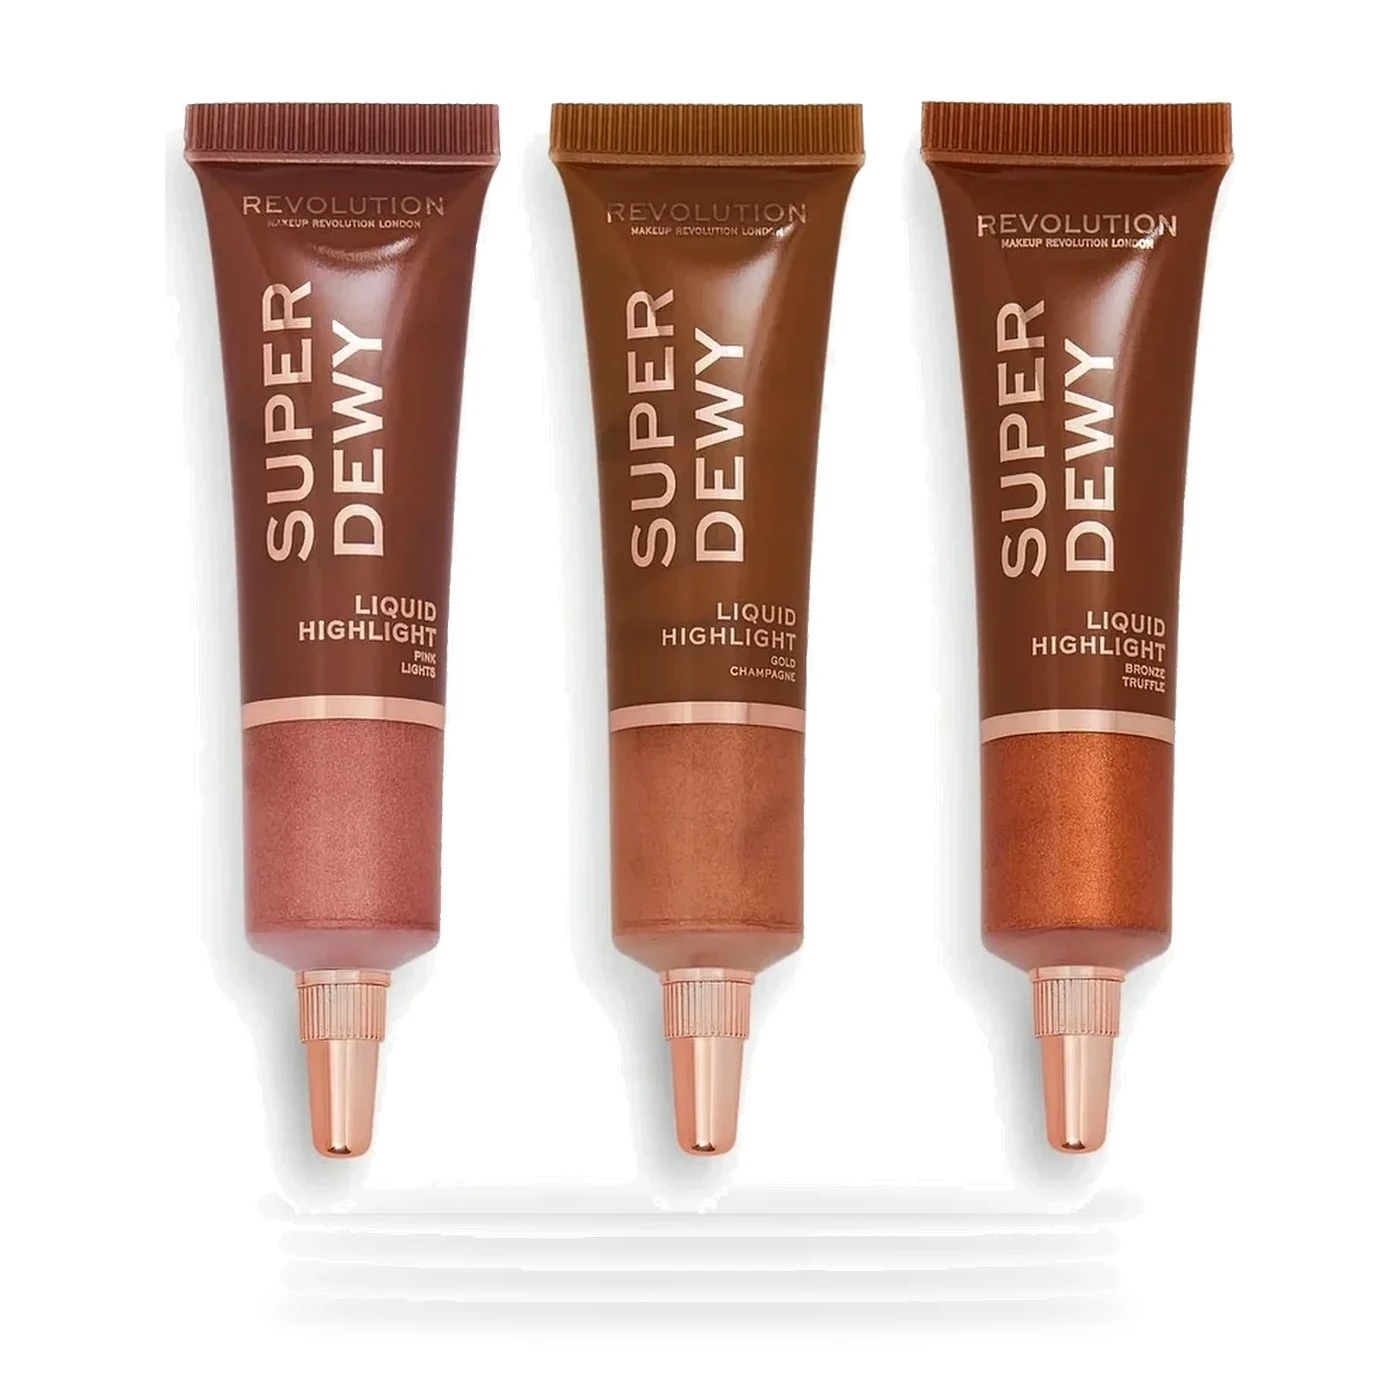 REVOLUTION
MAKEUP REVOLUTION LONDON
SUPER
DEWY
LIQUID
HIGHLIGHT
PINK
LIGHTS
REVOLUTION
MAKEUP REVOLUTION LONDON
SUPER
DEWY
LIQUID
HIGHLIGHT
GOLD
CHAMPAGNE
REVOLUTION
MAKEUP REVOLUTION LONDON
SUPER
DEWY
LIQUID
HIGHLIGHT
BRONZE
TRUFFLE